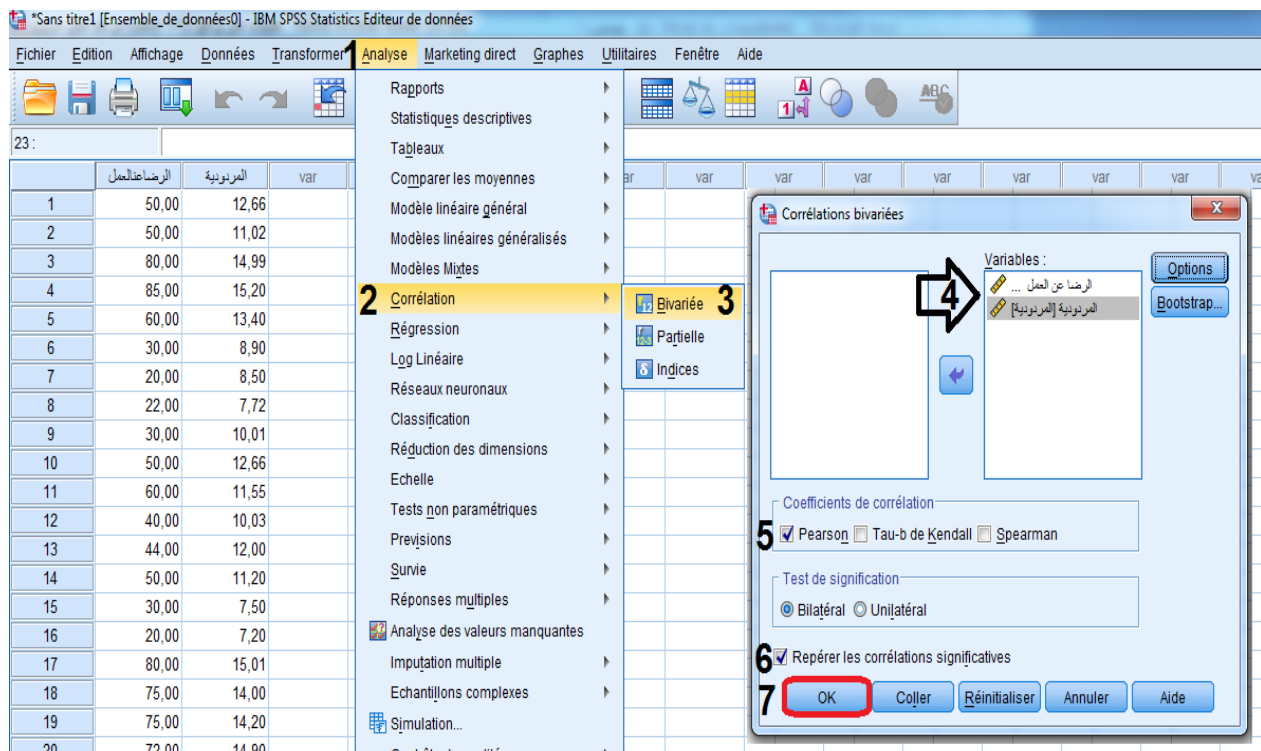 *Sans titre1 [Ensemble_de_données0] - IBM SPSS Statistics Editeur de données
Fichier Edition Affichage Données Transformer 1 Analyse Marketing direct Graphes Utilitaires Fenêtre Aide
23 :
الرضاعنالعمل المردودية var var var var var var var var
1 50,00 12,66
2 50,00 11,02
3 80,00 14,99
4 85,00 15,20
5 60,00 13,40
6 30,00 8,90
7 20,00 8,50
8 22,00 7,72
9 30,00 10,01
10 50,00 12,66
11 60,00 11,55
12 40,00 10,03
13 44,00 12,00
14 50,00 11,20
15 30,00 7,50
16 20,00 7,20
17 80,00 15,01
18 75,00 14,00
19 75,00 14,20
20 72,00 14,90
Rapports
Statistiques descriptives
Tableaux
Comparer les moyennes
Modèle linéaire général
Modèles linéaires généralisés
Modèles Mixtes
2 Corrélation
Régression
Log Linéaire
Réseaux neuronaux
Classification
Réduction des dimensions
Echelle
Tests non paramétriques
Prévisions
Survie
Réponses multiples
Analyse des valeurs manquantes
Imputation multiple
Echantillons complexes
Simulation...
Bivariée 3
Partielle
Indices
Corrélations bivariées
Variables :
4 الرضا عن العمل ...
المردودية [المردودية]
Options
Bootstrap...
Coefficients de corrélation
5 Pearson Tau-b de Kendall Spearman
Test de signification
Bilatéral Unilatéral
6 Repérer les corrélations significatives
7 OK Coller Réinitialiser Annuler Aide